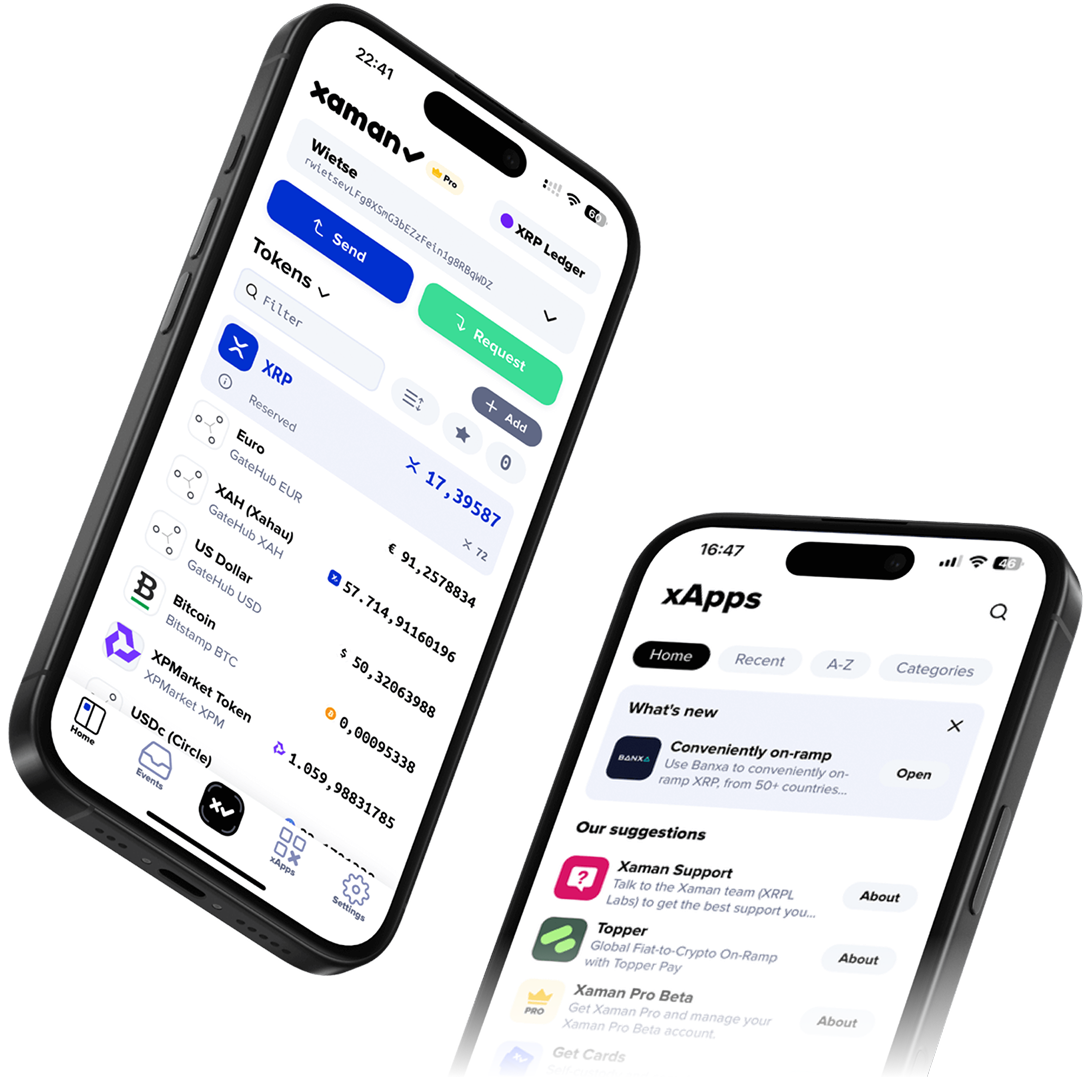 22:41
60
xaman
Pro
Wietse
rwietsevLFg8XSmG3bEZzFein1g8RBqWDZ
XRP Ledger
Send
Request
Tokens
Filter
Add
0
XRP
Reserved
17,39587
72
Euro
GateHub EUR
€ 91,2578834
XAH (Xahau)
GateHub XAH
57.714,91160196
US Dollar
GateHub USD
$ 50,32063988
Bitcoin
Bitstamp BTC
0,00095338
XPMarket Token
XPMarket XPM
1.059,98831785
USDc (Circle)
Home
Events
xApps
Settings
16:47
46
xApps
Home
Recent
A-Z
Categories
What's new
BANXA
Conveniently on-ramp
Use Banxa to conveniently on-
ramp XRP, from 50+ countries...
Open
Our suggestions
Xaman Support
Talk to the Xaman team (XRPL
Labs) to get the best support you...
About
Topper
Global Fiat-to-Crypto On-Ramp
with Topper Pay
About
PRO
Xaman Pro Beta
Get Xaman Pro and manage your
Xaman Pro Beta account.
About
Get Cards